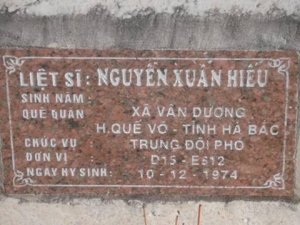 LIỆT SĨ : NGUYỄN XUÂN HIẾU
SINH NĂM :
QUÊ QUÁN XÃ VÂN DƯƠNG
H.QUẾ VÕ - TỈNH HÀ BẮC
CHỨC VỤ : TRUNG ĐỘI PHÓ
ĐƠN VỊ : D15 - E512
NGÀY HY SINH : 10 - 12 - 1974